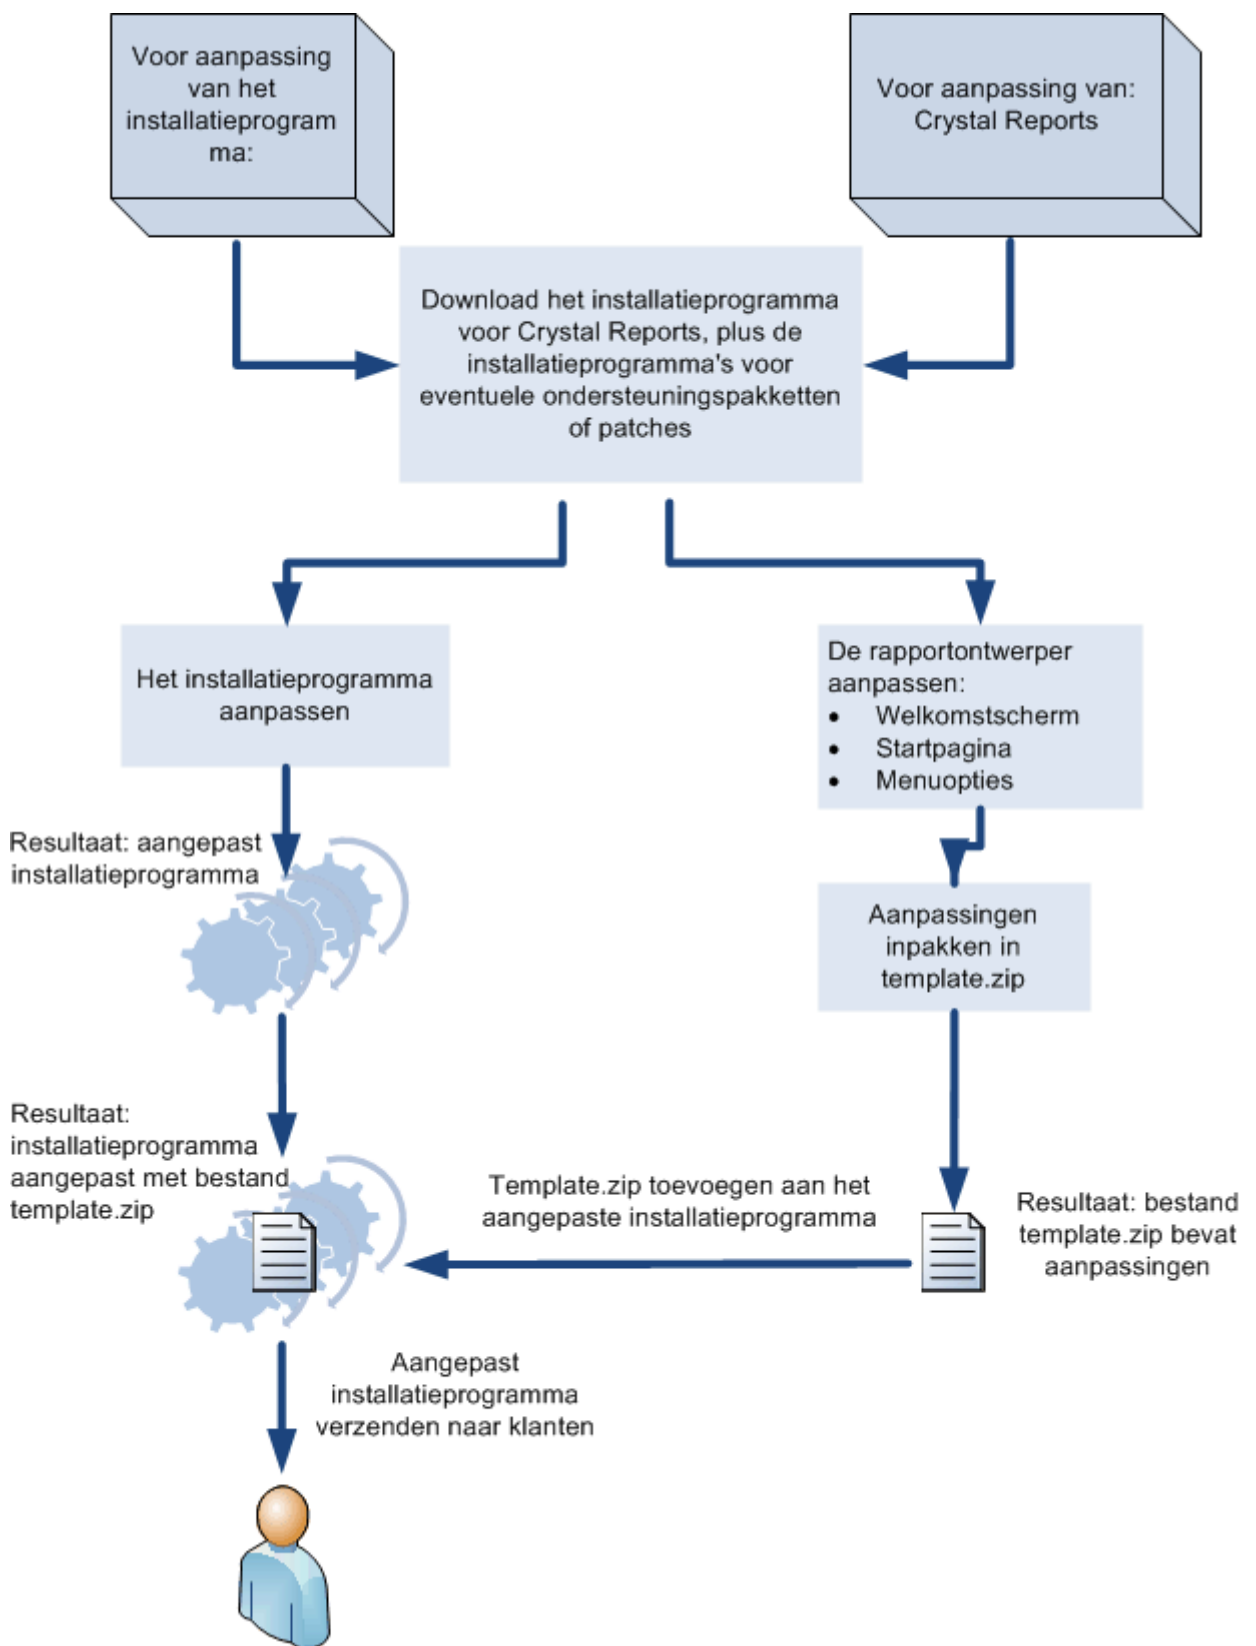 Voor aanpassing
van het
installatieprogram
ma:
Voor aanpassing van:
Crystal Reports
Download het installatieprogramma
voor Crystal Reports, plus de
installatieprogramma's voor
eventuele ondersteuningspakketten
of patches
Het installatieprogramma
aanpassen
De rapportontwerper
aanpassen:
• Welkomstscherm
• Startpagina
• Menuopties
Resultaat: aangepast
installatieprogramma
Aanpassingen
inpakken in
template.zip
Resultaat:
installatieprogramma
aangepast met bestand
template.zip
Template.zip toevoegen aan het
aangepaste installatieprogramma
Resultaat: bestand
template.zip bevat
aanpassingen
Aangepast
installatieprogramma
verzenden naar klanten